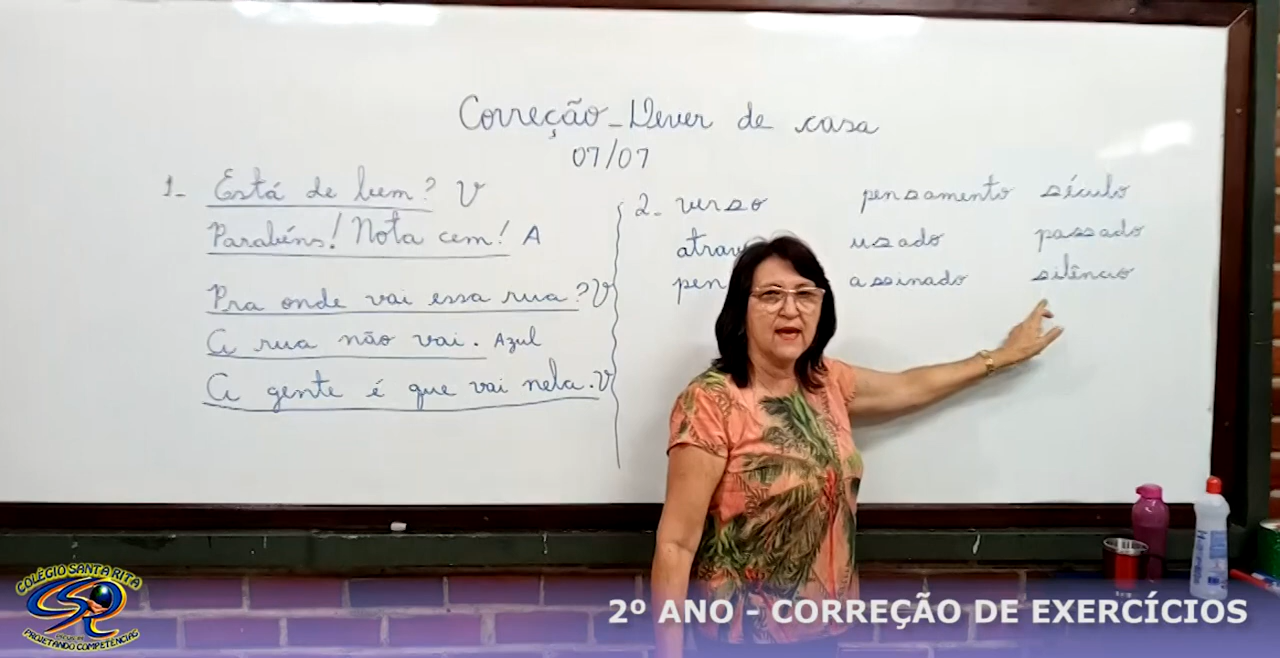 Correção - Dever de casa
07/07
1- Está de bem? V
Parabéns! Nota cem! A
Pra onde vai essa rua? V
A rua não vai. Azul
A gente é que vai nela. V
2- verso pensamento século
atrav usado passado
pen assinado silêncio
COLÉGIO SANTA RITA
PROJETANDO COMPETÊNCIAS
2º ANO - CORREÇÃO DE EXERCÍCIOS